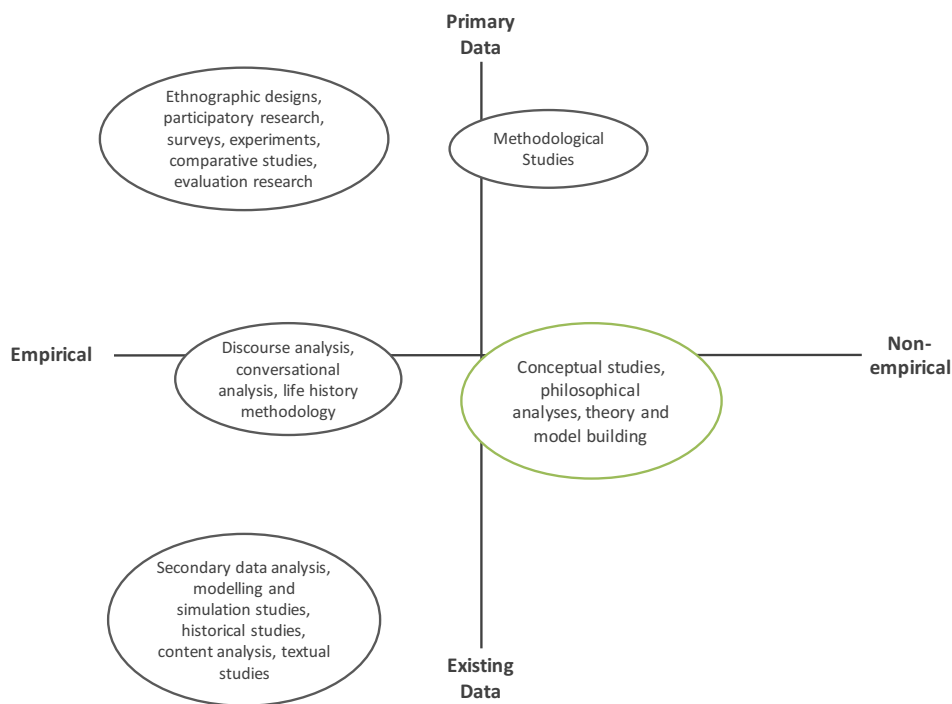 Primary
Data
Ethnographic designs,
participatory research,
surveys, experiments,
comparative studies,
evaluation research
Methodological
Studies
Empirical
Discourse analysis,
conversational
analysis, life history
methodology
Conceptual studies,
philosophical
analyses, theory and
model building
Non-
empirical
Secondary data analysis,
modelling and
simulation studies,
historical studies,
content analysis, textual
studies
Existing
Data